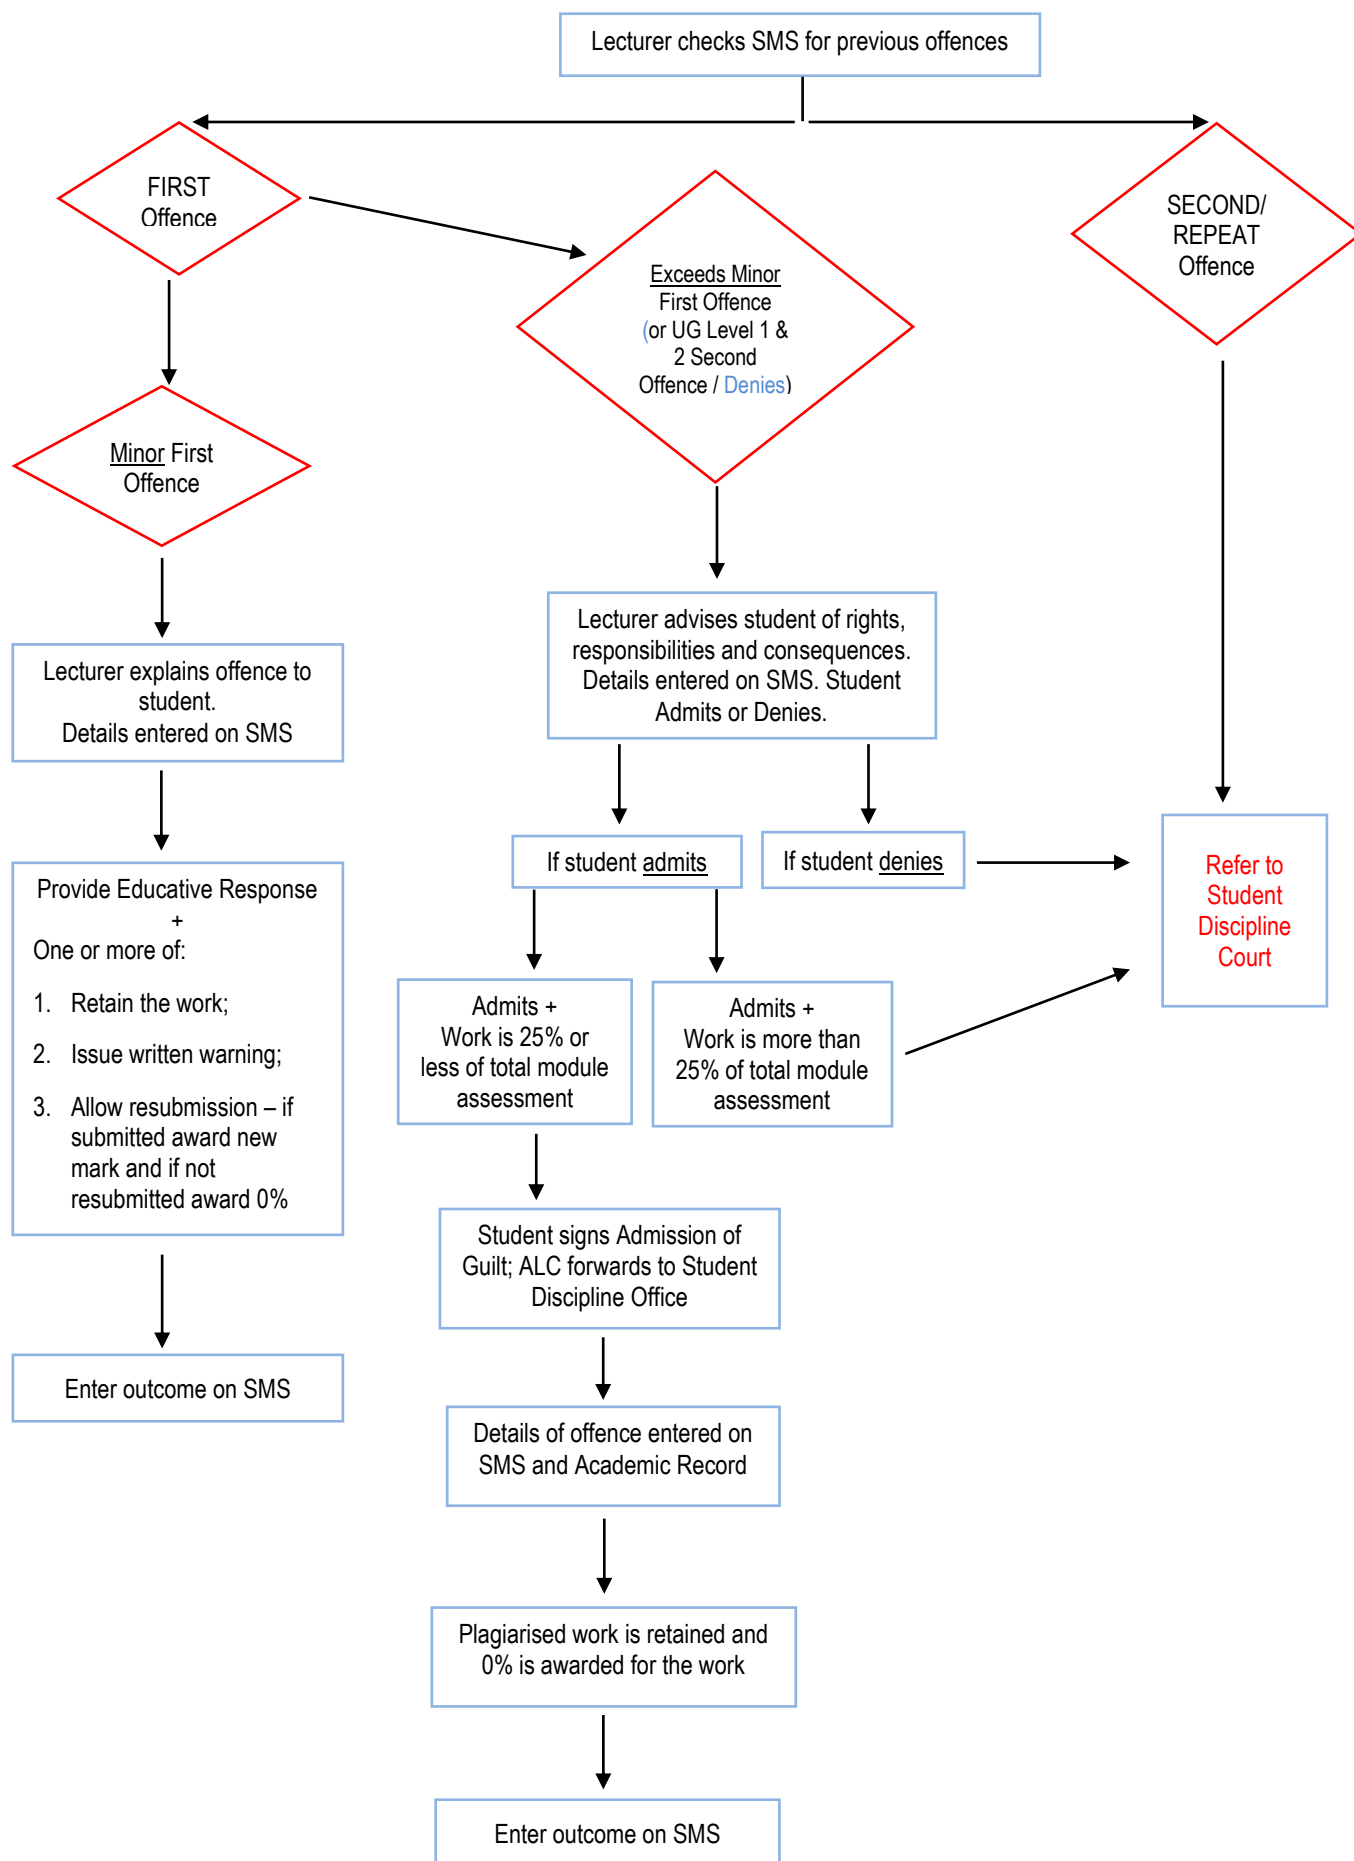 Lecturer checks SMS for previous offences
FIRST
Offence
SECOND/
REPEAT
Offence
Exceeds Minor
First Offence
(or UG Level 1 &
2 Second
Offence / Denies)
Minor First
Offence
Lecturer explains offence to
student.
Details entered on SMS
Lecturer advises student of rights,
responsibilities and consequences.
Details entered on SMS. Student
Admits or Denies.
If student admits
If student denies
Refer to
Student
Discipline
Court
Provide Educative Response
+
One or more of:
1. Retain the work;
2. Issue written warning;
3. Allow resubmission – if
submitted award new
mark and if not
resubmitted award 0%
Admits +
Work is 25% or
less of total module
assessment
Admits +
Work is more than
25% of total module
assessment
Student signs Admission of
Guilt; ALC forwards to Student
Discipline Office
Enter outcome on SMS
Details of offence entered on
SMS and Academic Record
Plagiarised work is retained and
0% is awarded for the work
Enter outcome on SMS